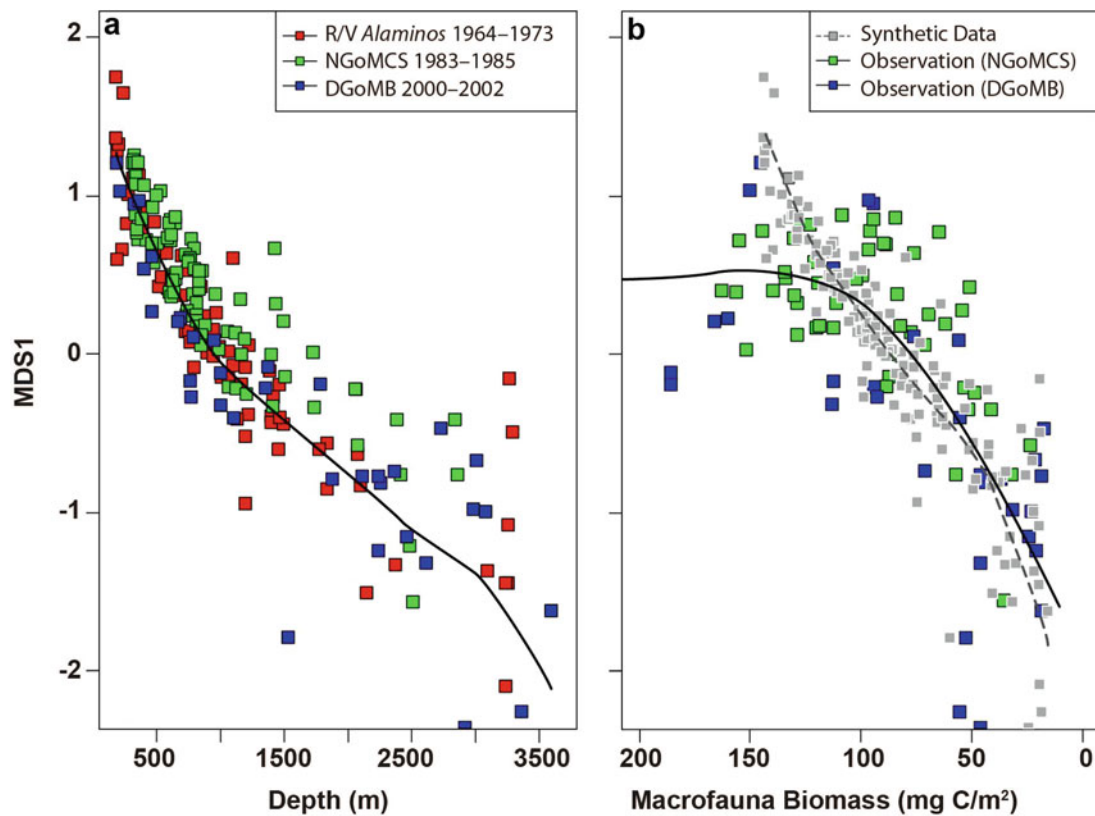 a
R/V Alaminos 1964–1973
NGoMCS 1983–1985
DGoMB 2000–2002
b
Synthetic Data
Observation (NGoMCS)
Observation (DGoMB)
2
1
0
-1
-2
MDS1
500 1500 2500 3500
Depth (m)
200 150 100 50 0
Macrofauna Biomass (mg C/m²)